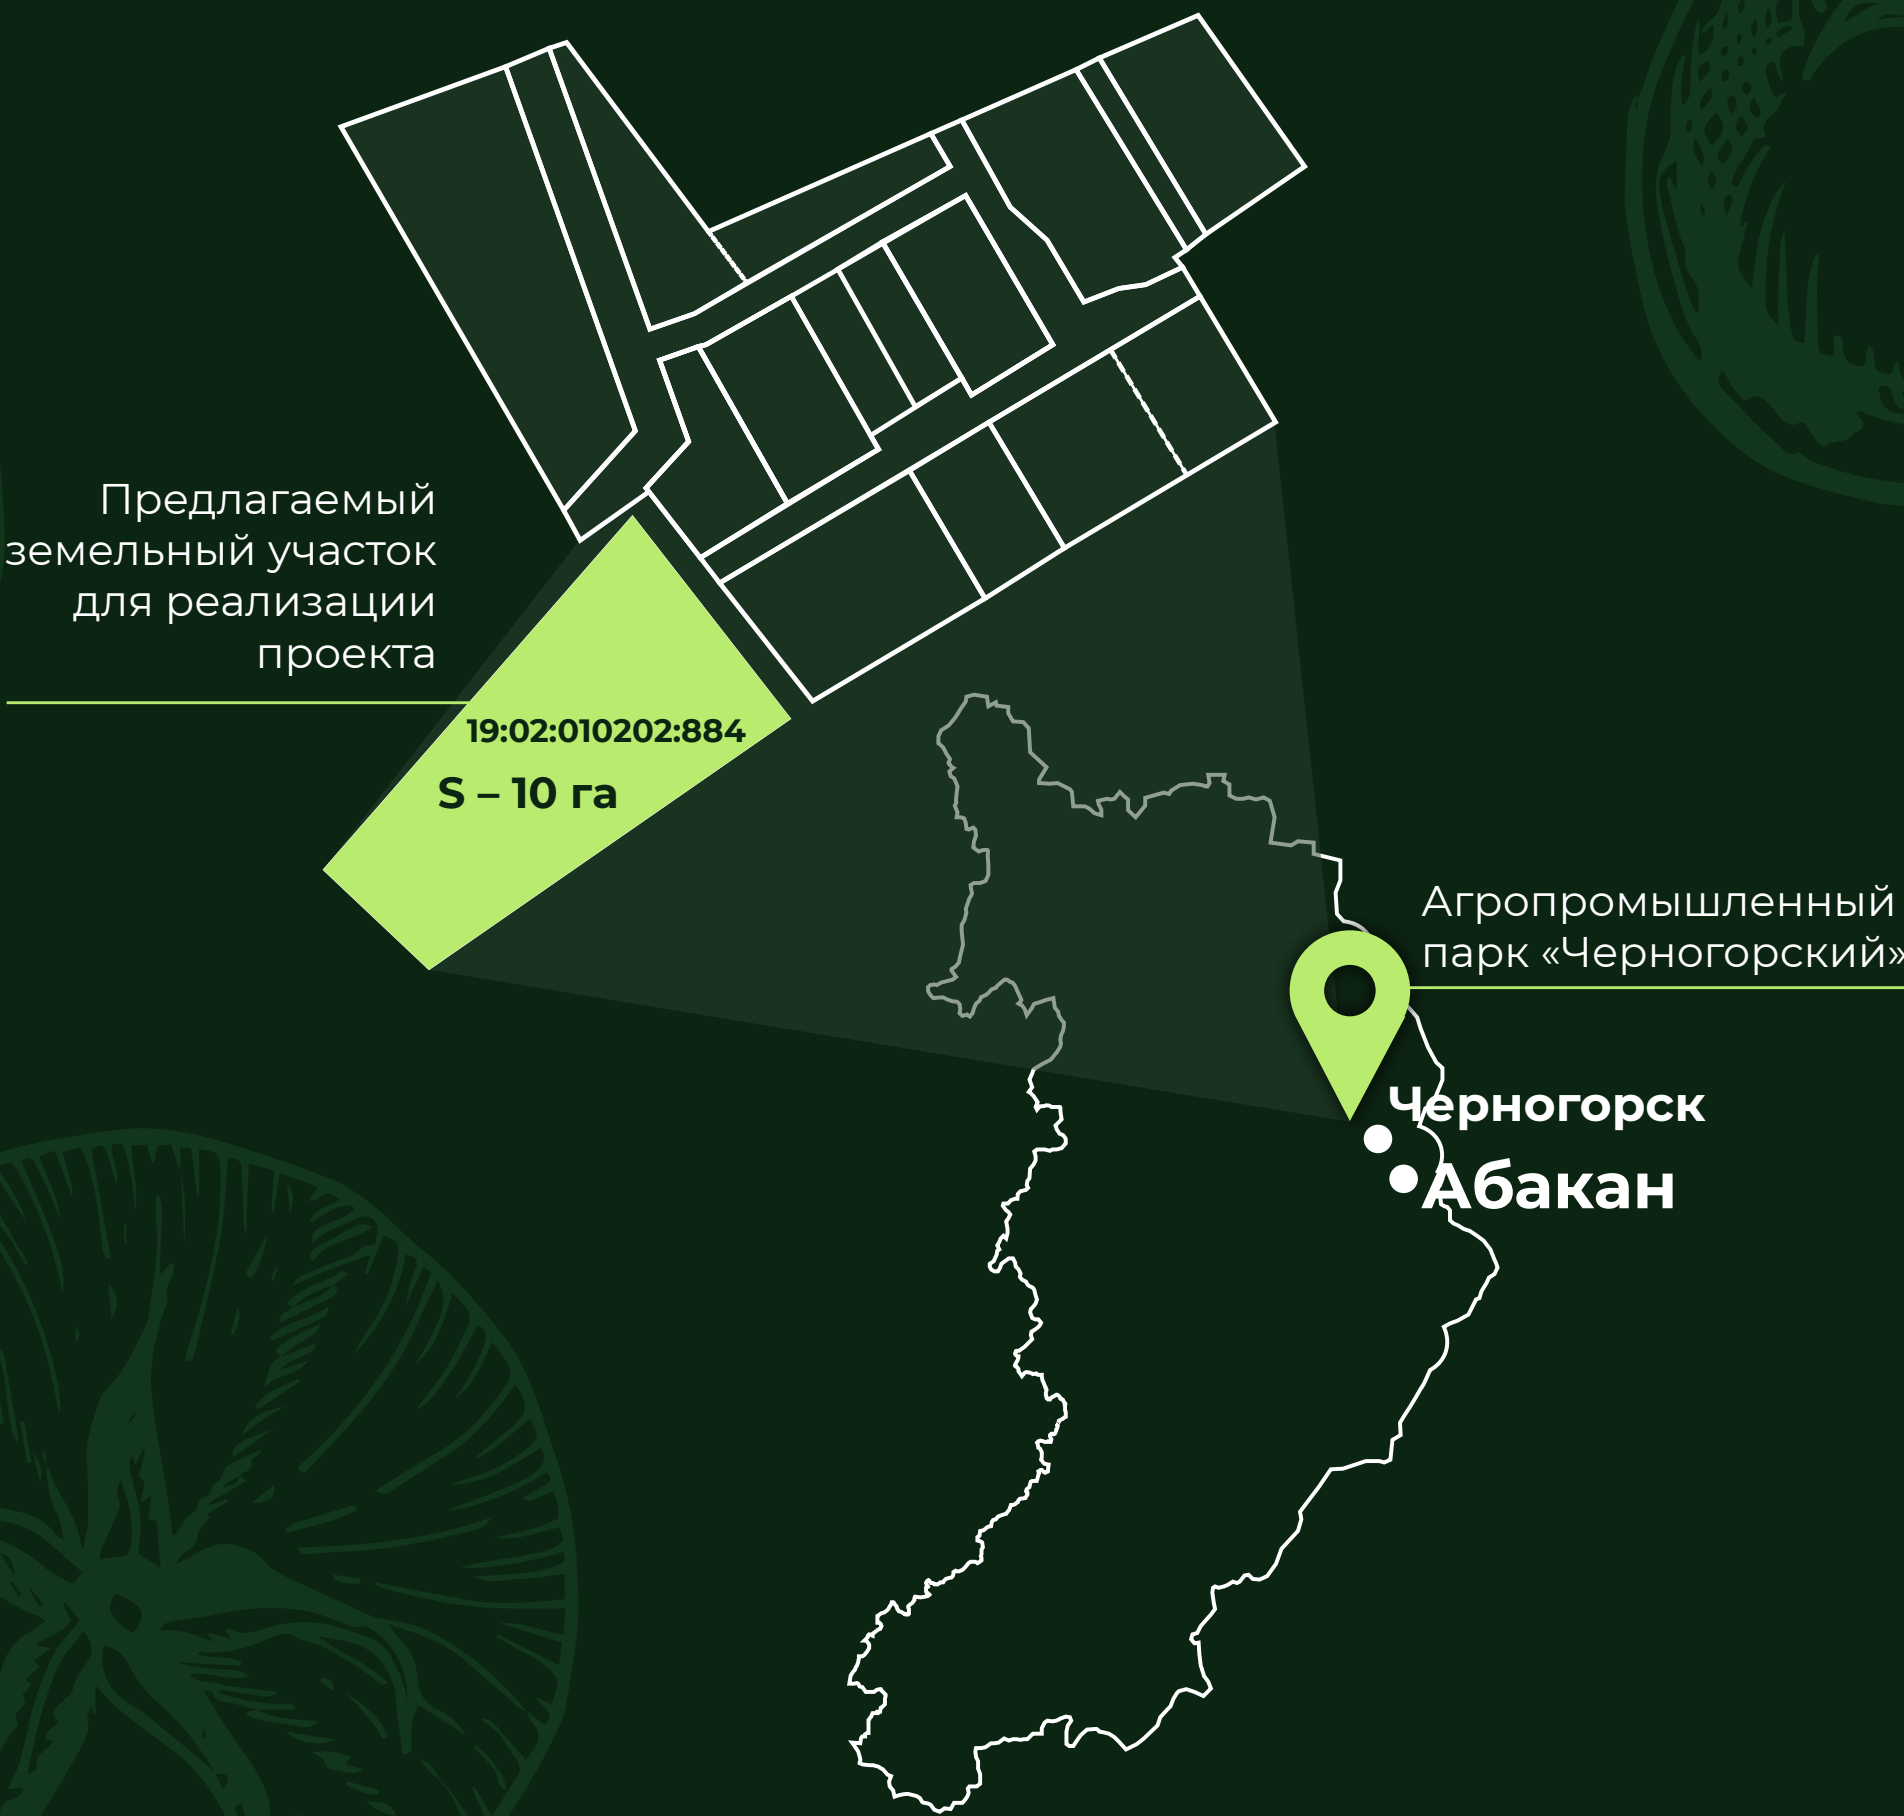 Предлагаемый
земельный участок
для реализации
проекта
19:02:010202:884
S – 10 га
Агропромышленный
парк «Черногорский»
Черногорск
Абакан